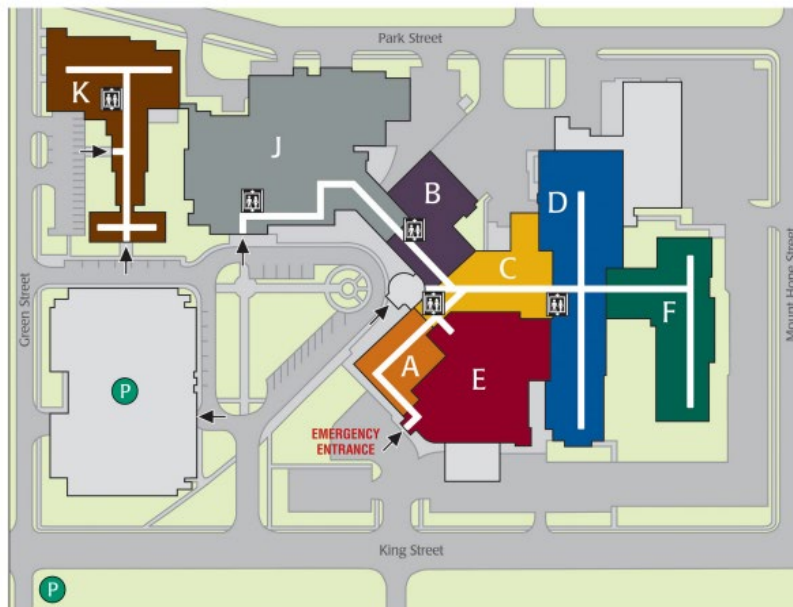 Park Street
K
J
B
D
C
F
Green Street
Mount Hope Street
A
E
P
EMERGENCY
ENTRANCE
King Street
P